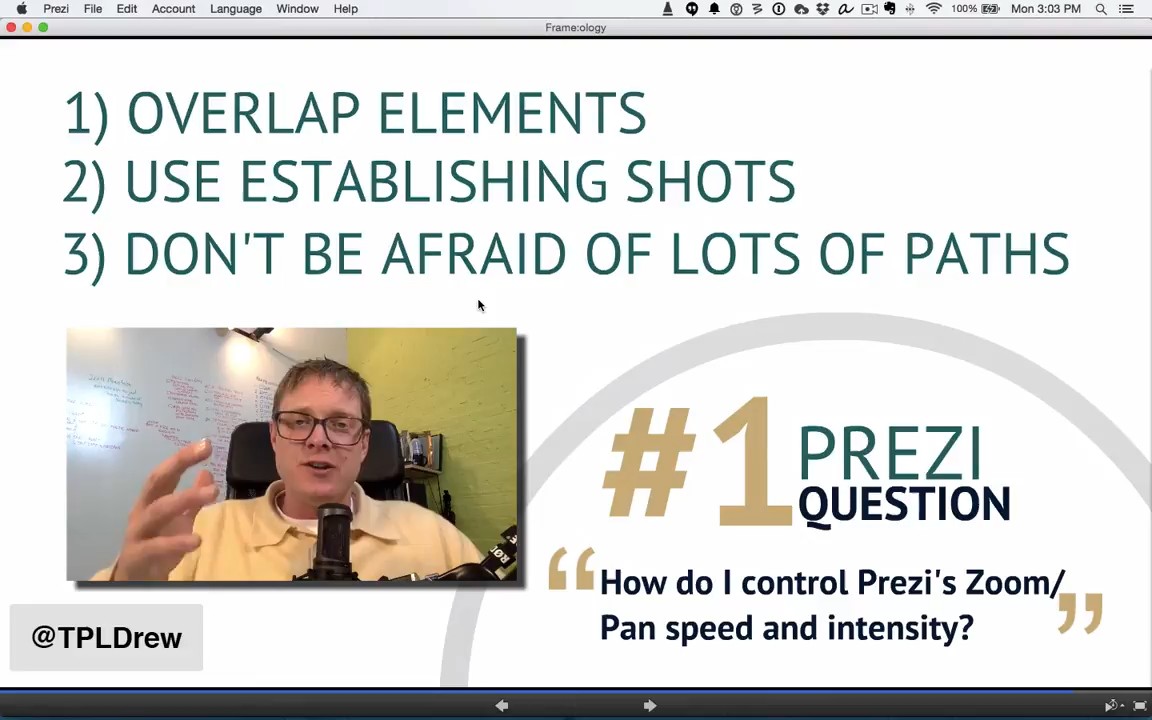 Prezi File Edit Account Language Window Help 100% Mon 3:03 PM
Frame:ology
1) OVERLAP ELEMENTS
2) USE ESTABLISHING SHOTS
3) DON'T BE AFRAID OF LOTS OF PATHS
#1 PREZI
QUESTION
“How do I control Prezi's Zoom/
Pan speed and intensity?”
@TPLDrew